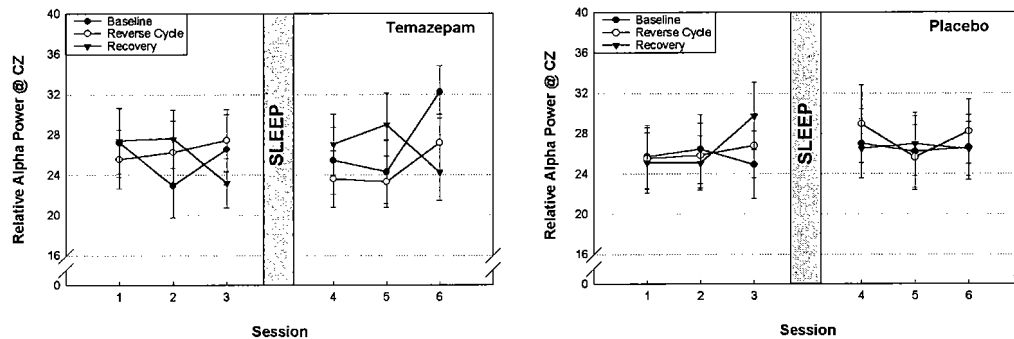 Relative Alpha Power @ CZ
40
36
32
28
24
20
16
0
Baseline
Reverse Cycle
Recovery
Temazepam
SLEEP
1 2 3 4 5 6
Session
Relative Alpha Power @ CZ
40
36
32
28
24
20
16
0
Baseline
Reverse Cycle
Recovery
Placebo
SLEEP
1 2 3 4 5 6
Session